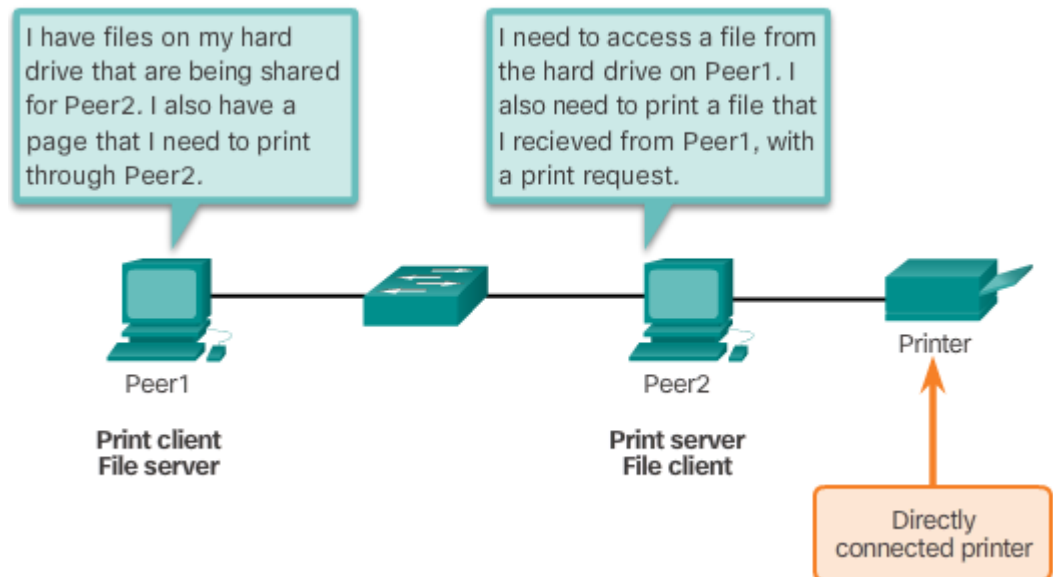 I have files on my hard
drive that are being shared
for Peer2. I also have a
page that I need to print
through Peer2.
I need to access a file from
the hard drive on Peer1. I
also need to print a file that
I recieved from Peer1, with
a print request.
Peer1
Print client
File server
Peer2
Print server
File client
Printer
Directly
connected printer